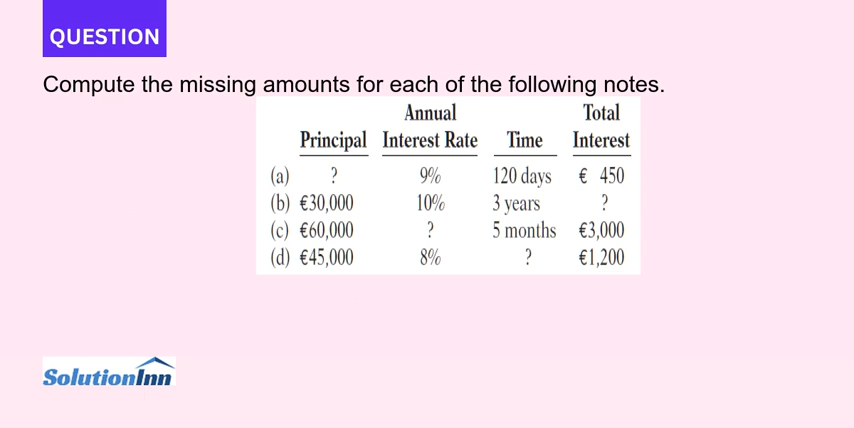 QUESTION
Compute the missing amounts for each of the following notes.
Annual Total
Principal Interest Rate Time Interest
(a) ? 9% 120 days € 450
(b) €30,000 10% 3 years ?
(c) €60,000 ? 5 months €3,000
(d) €45,000 8% ? €1,200
SolutionInn